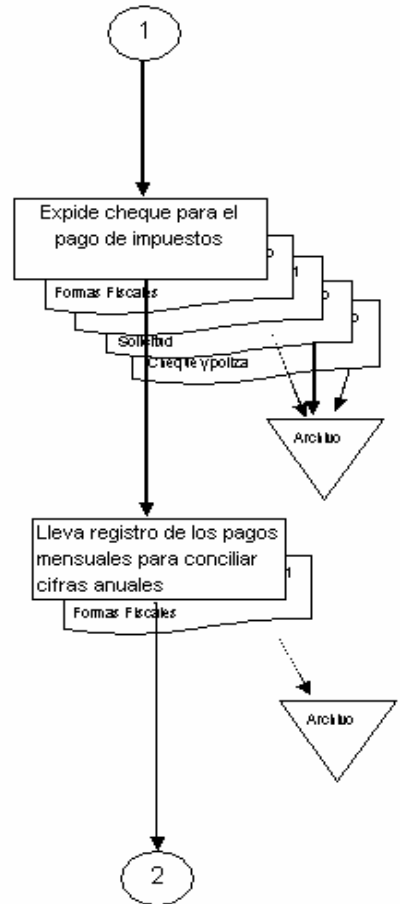 1
Expide cheque para el
pago de impuestos
o
Formas Fiscales
1
o
Solicitud
o
Cheque y poliza
Archivo
Lleva registro de los pagos
mensuales para conciliar
cifras anuales
1
Formas Fiscales
Archivo
2